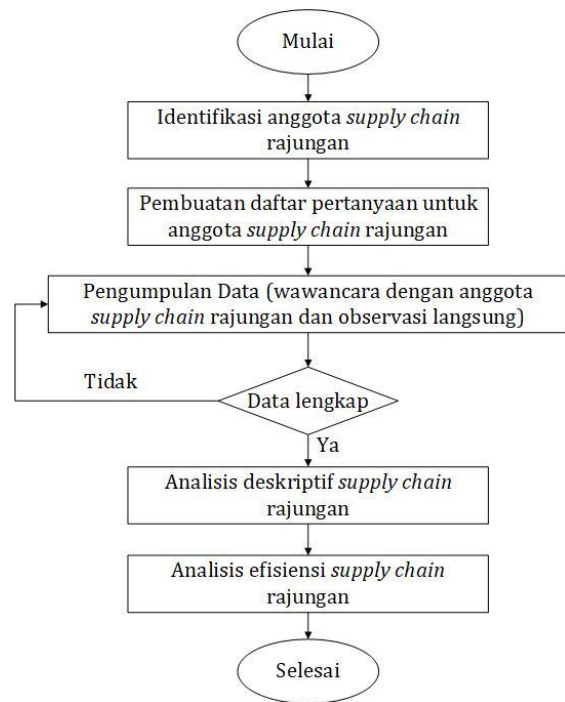 Mulai
Identifikasi anggota supply chain
rajungan
Pembuatan daftar pertanyaan untuk
anggota supply chain rajungan
Pengumpulan Data (wawancara dengan anggota
supply chain rajungan dan observasi langsung)
Tidak
Data lengkap
Ya
Analisis deskriptif supply chain
rajungan
Analisis efisiensi supply chain
rajungan
Selesai